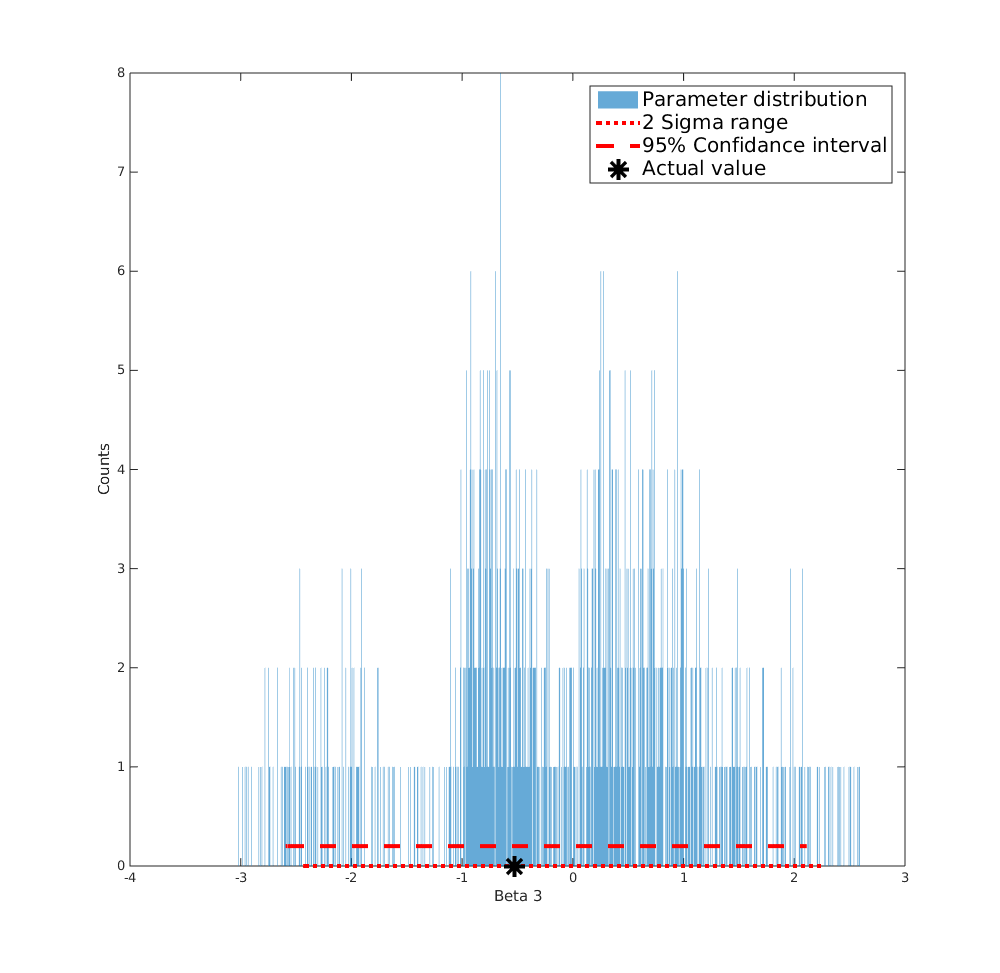 8
7
6
5
4
3
2
1
0
Counts
-4
-3
-2
-1
0
1
2
3
Beta 3
Parameter distribution
2 Sigma range
95% Confidance interval
Actual value